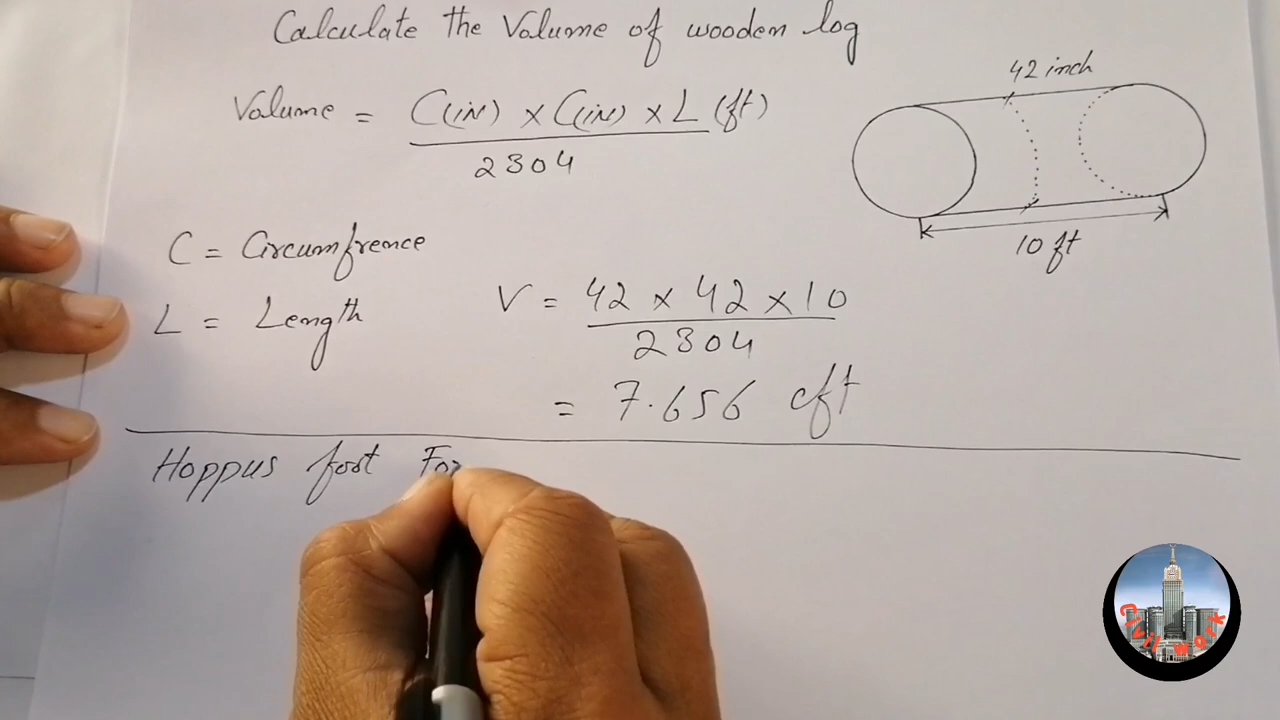 Calculate the Volume of wooden log
42 inch
Volume = C(in) x C(in) x L (ft)
2304
10 ft
C = Circumfrence
L = Length
V = 42 x 42 x 10
2304
= 7.656 cft
Hoppus foot For
Civil work